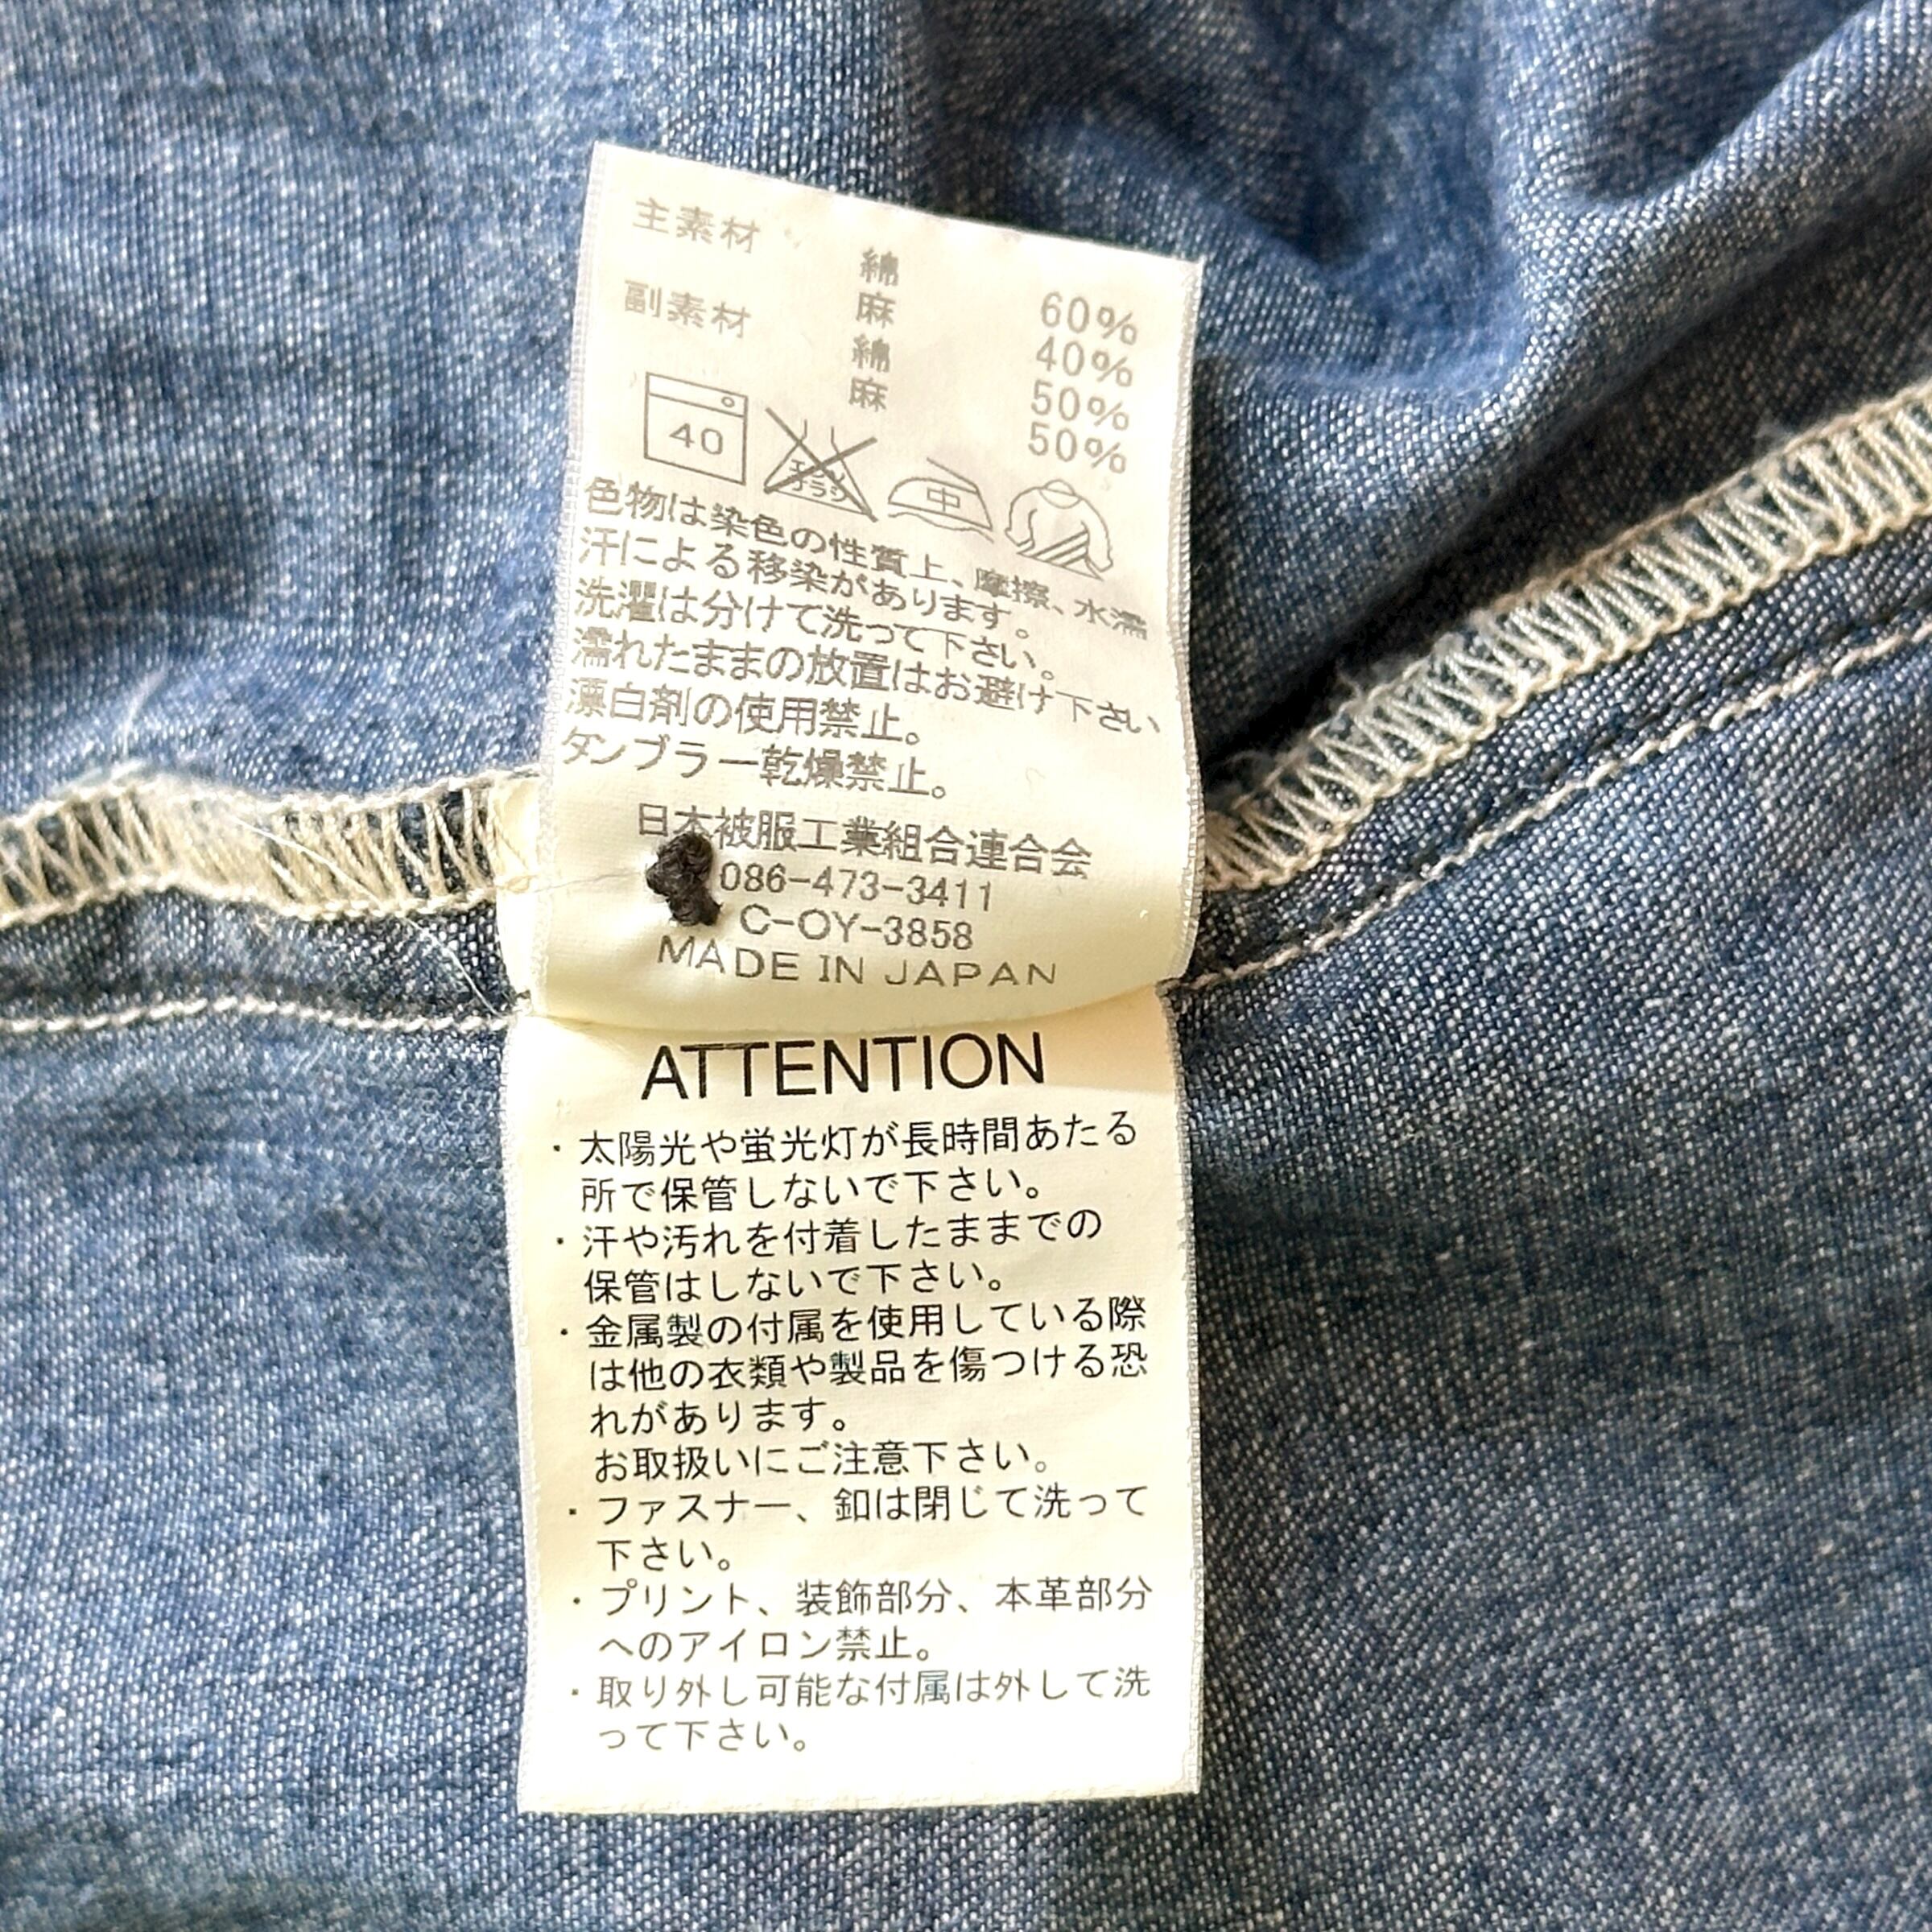 主素材 綿 60%
麻 40%
副素材 綿 50%
麻 50%
40 エンソ サラシ 中
色物は染色の性質上、摩擦、水濡
汗による移染があります。
洗濯は分けて洗って下さい。
濡れたままの放置はお避け下さい
漂白剤の使用禁止。
タンブラー乾燥禁止。
日本被服工業組合連合会
086-473-3411
C-OY-3858
MADE IN JAPAN
ATTENTION
・太陽光や蛍光灯が長時間あたる
所で保管しないで下さい。
・汗や汚れを付着したままでの
保管はしないで下さい。
・金属製の付属を使用している際
は他の衣類や製品を傷つける恐
れがあります。
お取扱いにご注意下さい。
・ファスナー、釦は閉じて洗って
下さい。
・プリント、装飾部分、本革部分
へのアイロン禁止。
・取り外し可能な付属は外して洗
って下さい。